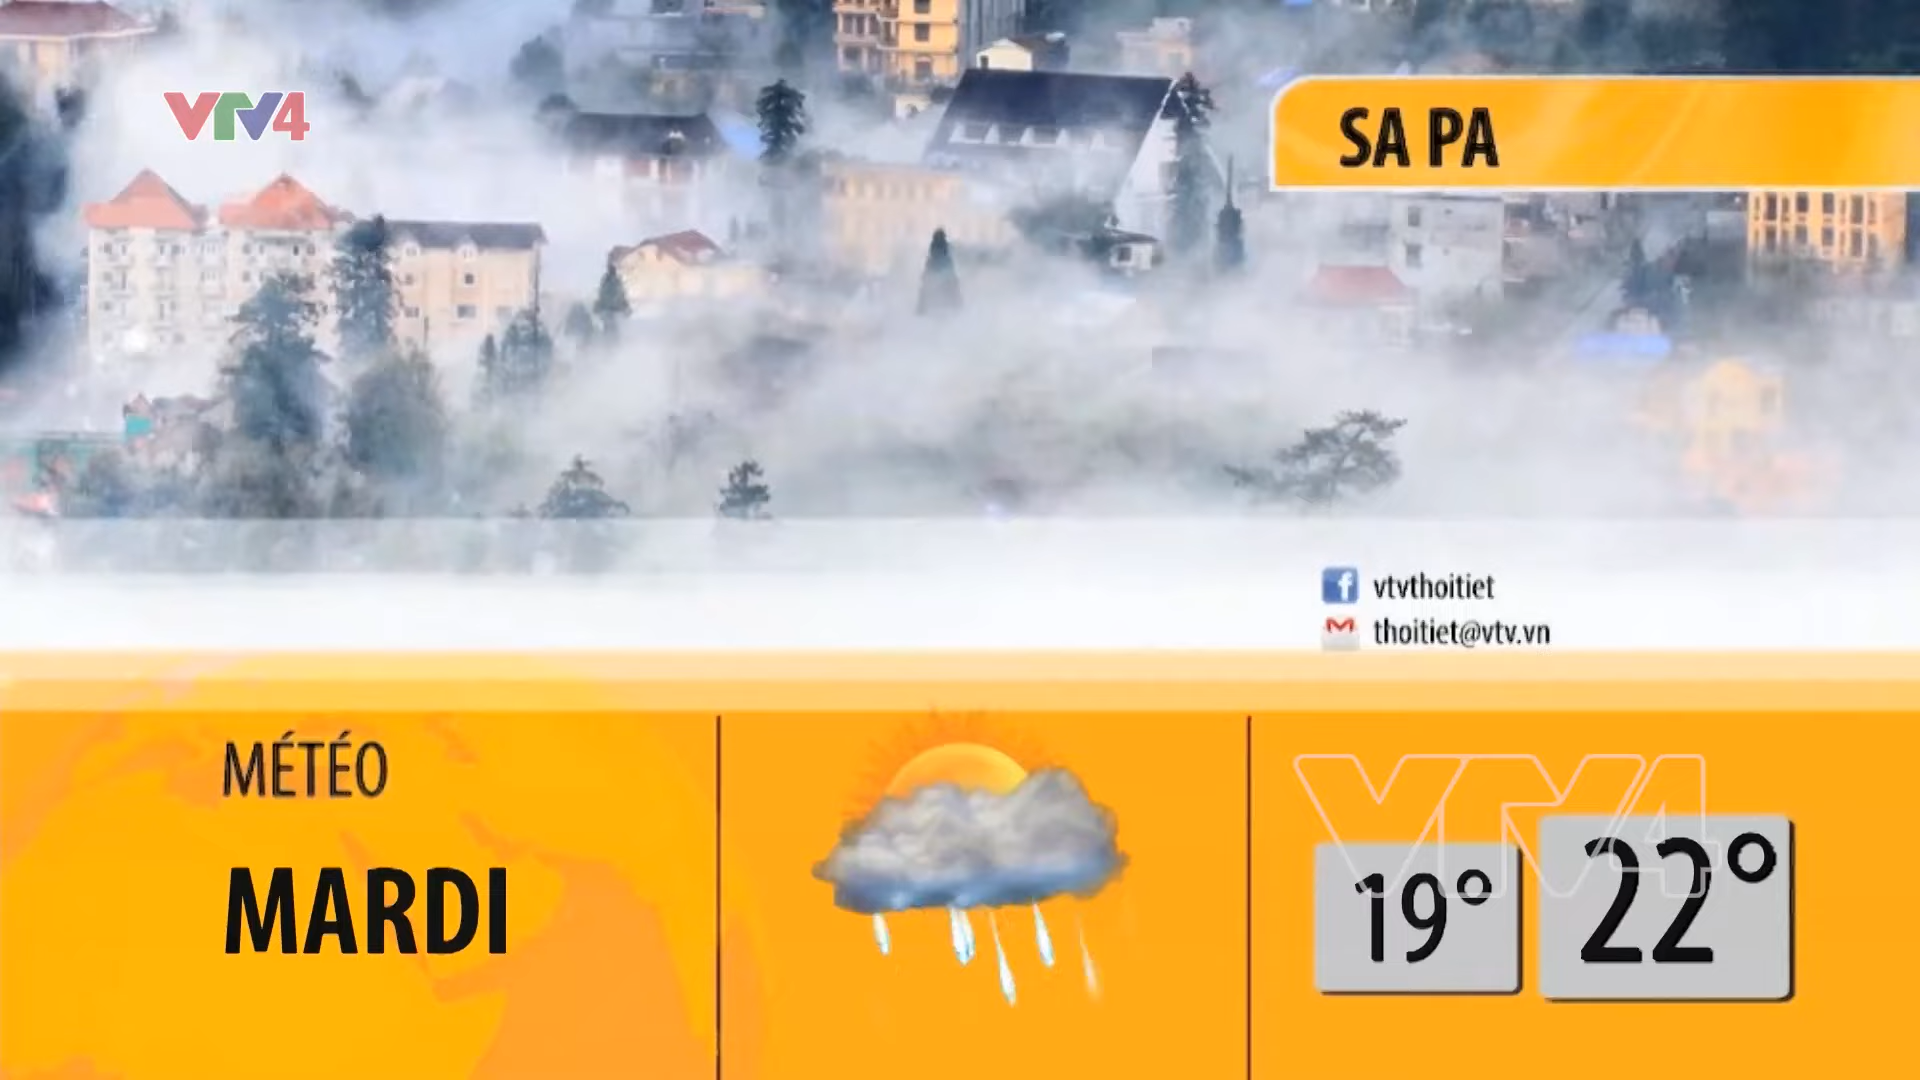 VTV4
SA PA
vtvthoitiet
thoitiet@vtv.vn
MÉTÉO
MARDI
VTV4
19° 22°